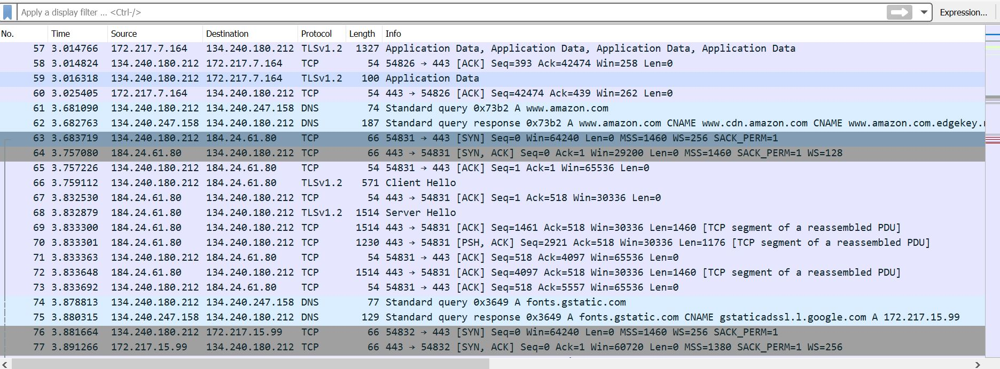 Apply a display filter ... <Ctrl-/> Expression...
No. Time Source Destination Protocol Length Info
57 3.014766 172.217.7.164 134.240.180.212 TLSv1.2 1327 Application Data, Application Data, Application Data, Application Data
58 3.014824 134.240.180.212 172.217.7.164 TCP 54 54826 → 443 [ACK] Seq=393 Ack=42474 Win=258 Len=0
59 3.016318 134.240.180.212 172.217.7.164 TLSv1.2 100 Application Data
60 3.025405 172.217.7.164 134.240.180.212 TCP 54 443 → 54826 [ACK] Seq=42474 Ack=439 Win=262 Len=0
61 3.681090 134.240.180.212 134.240.247.158 DNS 74 Standard query 0x73b2 A www.amazon.com
62 3.682763 134.240.247.158 134.240.180.212 DNS 187 Standard query response 0x73b2 A www.amazon.com CNAME www.cdn.amazon.com CNAME www.amazon.com.edgekey.
63 3.683719 134.240.180.212 184.24.61.80 TCP 66 54831 → 443 [SYN] Seq=0 Win=64240 Len=0 MSS=1460 WS=256 SACK_PERM=1
64 3.757080 184.24.61.80 134.240.180.212 TCP 66 443 → 54831 [SYN, ACK] Seq=0 Ack=1 Win=29200 Len=0 MSS=1460 SACK_PERM=1 WS=128
65 3.757226 134.240.180.212 184.24.61.80 TCP 54 54831 → 443 [ACK] Seq=1 Ack=1 Win=65536 Len=0
66 3.759112 134.240.180.212 184.24.61.80 TLSv1.2 571 Client Hello
67 3.832530 184.24.61.80 134.240.180.212 TCP 54 443 → 54831 [ACK] Seq=1 Ack=518 Win=30336 Len=0
68 3.832879 184.24.61.80 134.240.180.212 TLSv1.2 1514 Server Hello
69 3.833300 184.24.61.80 134.240.180.212 TCP 1514 443 → 54831 [ACK] Seq=1461 Ack=518 Win=30336 Len=1460 [TCP segment of a reassembled PDU]
70 3.833301 184.24.61.80 134.240.180.212 TCP 1230 443 → 54831 [PSH, ACK] Seq=2921 Ack=518 Win=30336 Len=1176 [TCP segment of a reassembled PDU]
71 3.833363 134.240.180.212 184.24.61.80 TCP 54 54831 → 443 [ACK] Seq=518 Ack=4097 Win=65536 Len=0
72 3.833648 184.24.61.80 134.240.180.212 TCP 1514 443 → 54831 [ACK] Seq=4097 Ack=518 Win=30336 Len=1460 [TCP segment of a reassembled PDU]
73 3.833692 134.240.180.212 184.24.61.80 TCP 54 54831 → 443 [ACK] Seq=518 Ack=5557 Win=65536 Len=0
74 3.878813 134.240.180.212 134.240.247.158 DNS 77 Standard query 0x3649 A fonts.gstatic.com
75 3.880315 134.240.247.158 134.240.180.212 DNS 129 Standard query response 0x3649 A fonts.gstatic.com CNAME gstaticadssl.l.google.com A 172.217.15.99
76 3.881664 134.240.180.212 172.217.15.99 TCP 66 54832 → 443 [SYN] Seq=0 Win=64240 Len=0 MSS=1460 WS=256 SACK_PERM=1
77 3.891266 172.217.15.99 134.240.180.212 TCP 66 443 → 54832 [SYN, ACK] Seq=0 Ack=1 Win=60720 Len=0 MSS=1380 SACK_PERM=1 WS=256